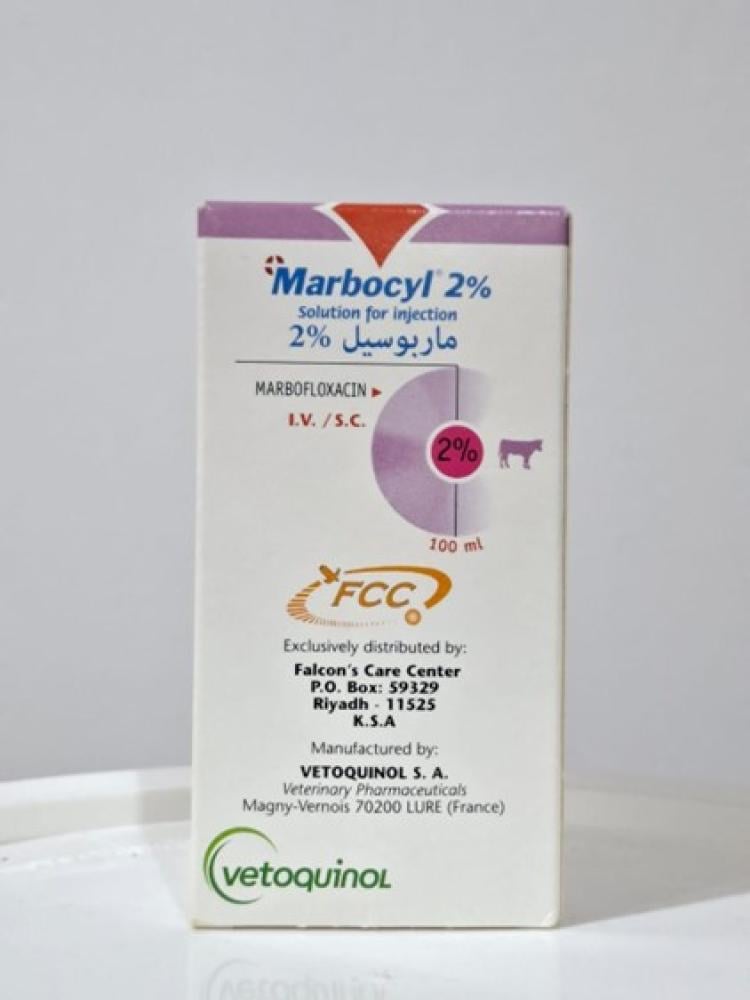 Marbocyl® 2%
Solution for injection
ماربوسيل 2%
MARBOFLOXACIN
I.V. / S.C.
2%
100 ml
FCC
Exclusively distributed by:
Falcon's Care Center
P.O. Box: 59329
Riyadh - 11525
K.S.A
Manufactured by:
VETOQUINOL S. A.
Veterinary Pharmaceuticals
Magny-Vernois 70200 LURE (France)
vetoquinol